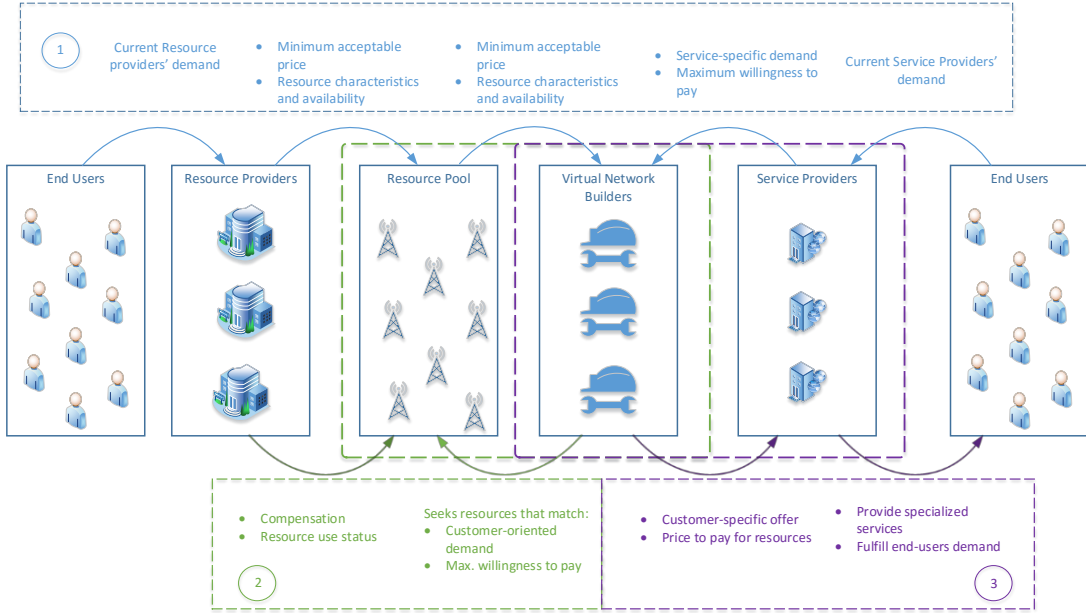 1
Current Resource
providers' demand
• Minimum acceptable
price
• Resource characteristics
and availability
• Minimum acceptable
price
• Resource characteristics
and availability
• Service-specific demand
• Maximum willingness to
pay
Current Service Providers'
demand
End Users
Resource Providers
Resource Pool
Virtual Network
Builders
Service Providers
End Users
• Compensation
• Resource use status
Seeks resources that match:
• Customer-oriented
demand
• Max. willingness to pay
2
• Customer-specific offer
• Price to pay for resources
• Provide specialized
services
• Fulfill end-users demand
3